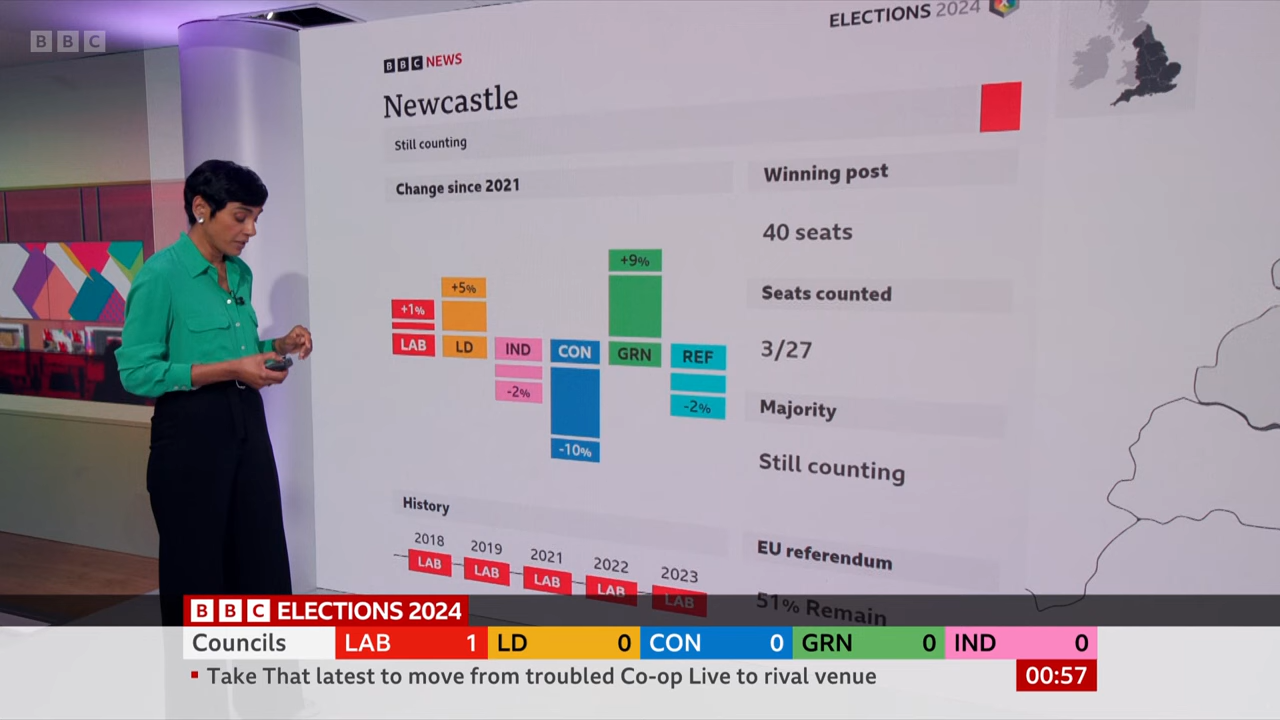 BBC
ELECTIONS 2024
BBC NEWS
Newcastle
Still counting
Change since 2021
+1%
LAB
+5%
LD
IND
-2%
CON
-10%
+9%
GRN
REF
-2%
Winning post
40 seats
Seats counted
3/27
Majority
Still counting
EU referendum
51% Remain
History
2018 2019 2021 2022 2023
LAB LAB LAB LAB LAB
BBC ELECTIONS 2024
Councils LAB 1 LD 0 CON 0 GRN 0 IND 0
Take That latest to move from troubled Co-op Live to rival venue
00:57